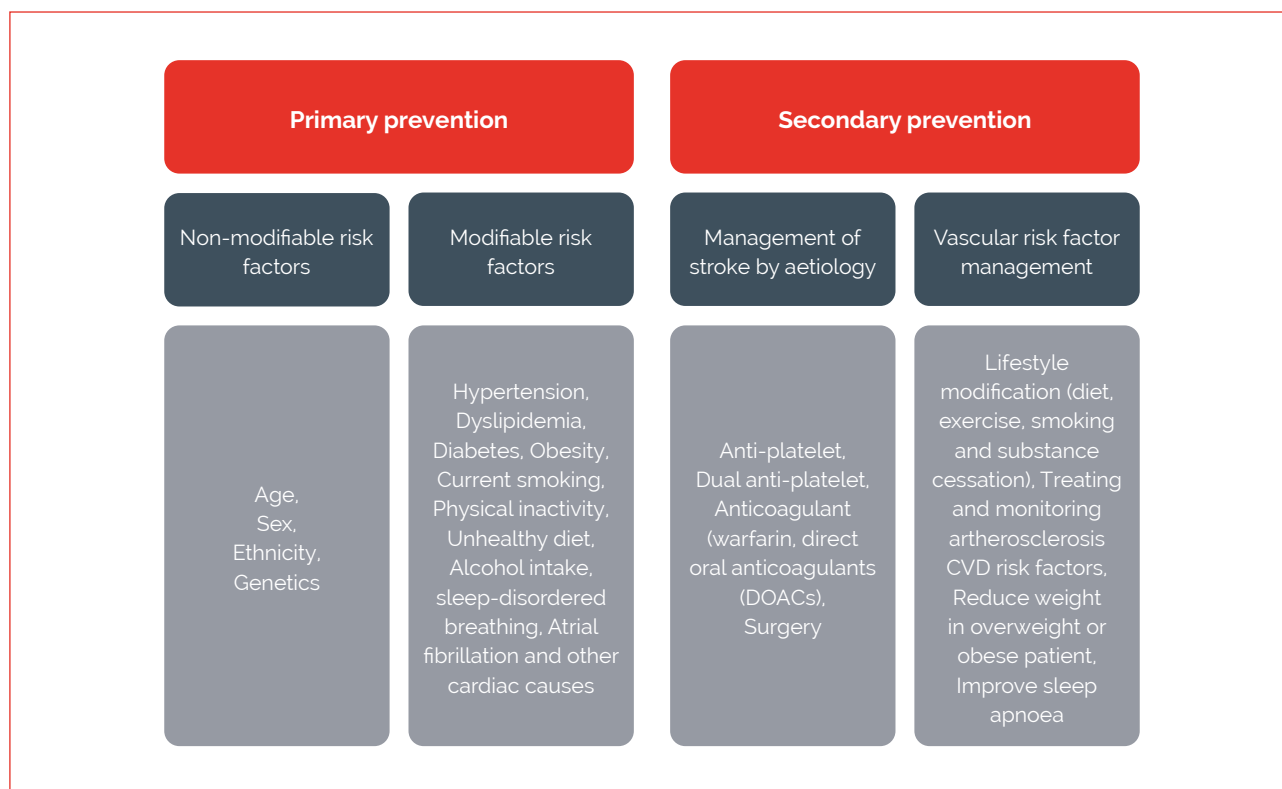 Primary prevention
Secondary prevention
Non-modifiable risk
factors
Modifiable risk
factors
Management of
stroke by aetiology
Vascular risk factor
management
Age,
Sex,
Ethnicity,
Genetics
Hypertension,
Dyslipidemia,
Diabetes, Obesity,
Current smoking,
Physical inactivity,
Unhealthy diet,
Alcohol intake,
sleep-disordered
breathing, Atrial
fibrillation and other
cardiac causes
Anti-platelet,
Dual anti-platelet,
Anticoagulant
(warfarin, direct
oral anticoagulants
(DOACs),
Surgery
Lifestyle
modification (diet,
exercise, smoking
and substance
cessation), Treating
and monitoring
artherosclerosis
CVD risk factors,
Reduce weight
in overweight or
obese patient,
Improve sleep
apnoea